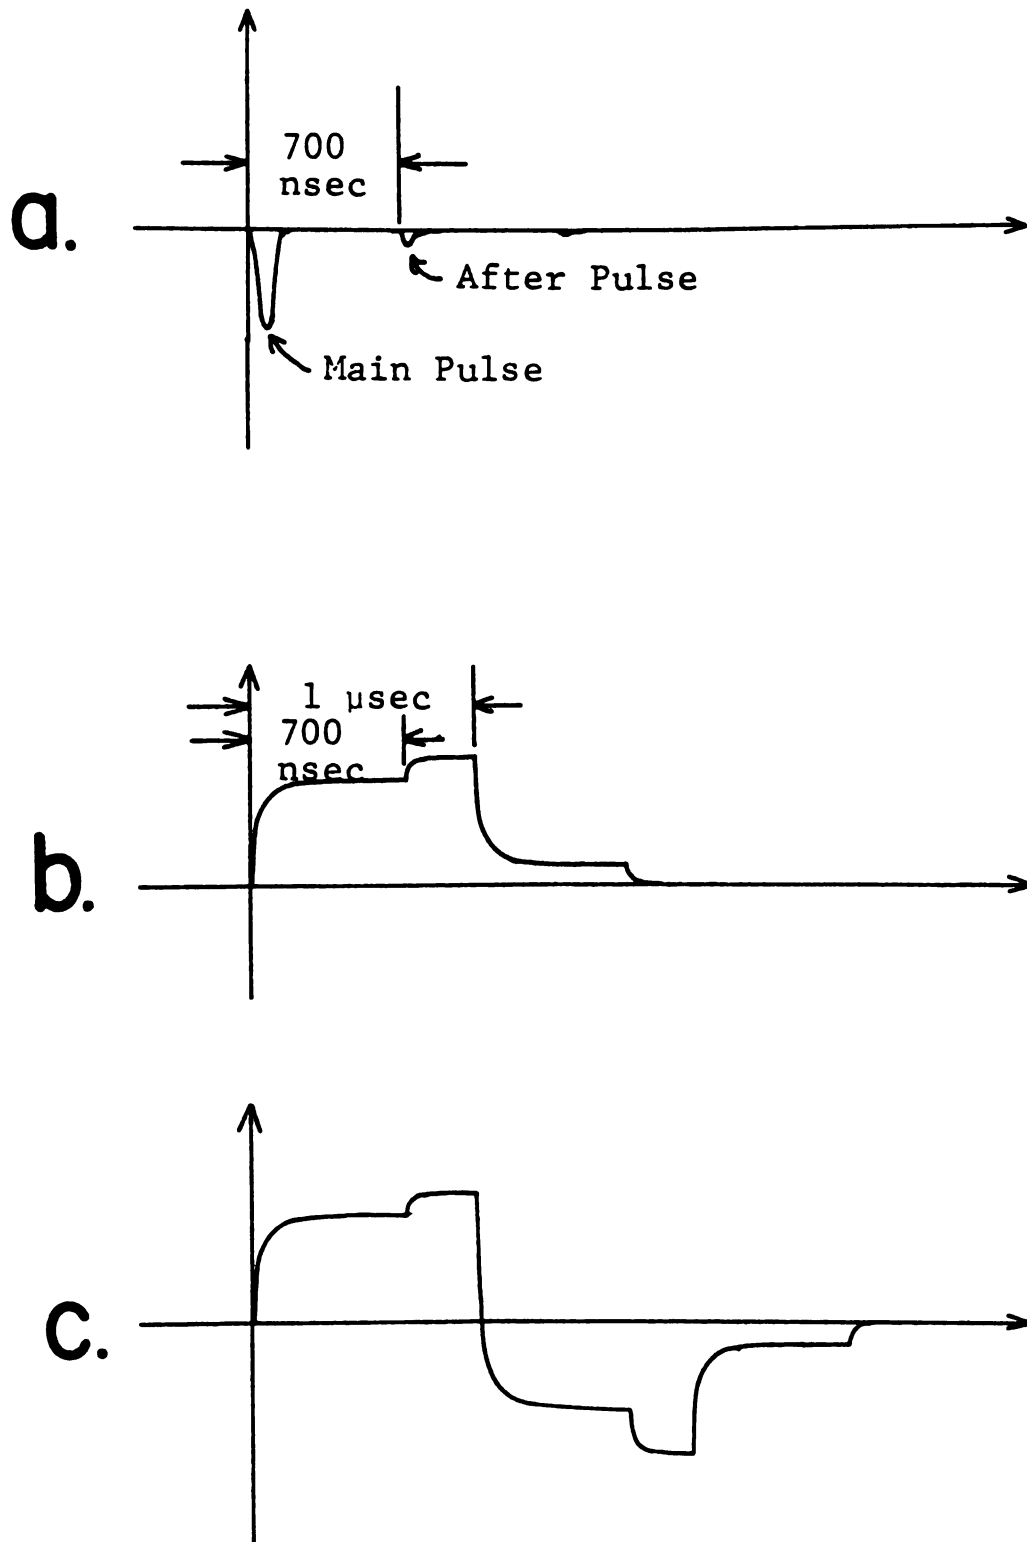 700
nsec
a.
After Pulse
Main Pulse
1 μsec
700
nsec
b.
c.